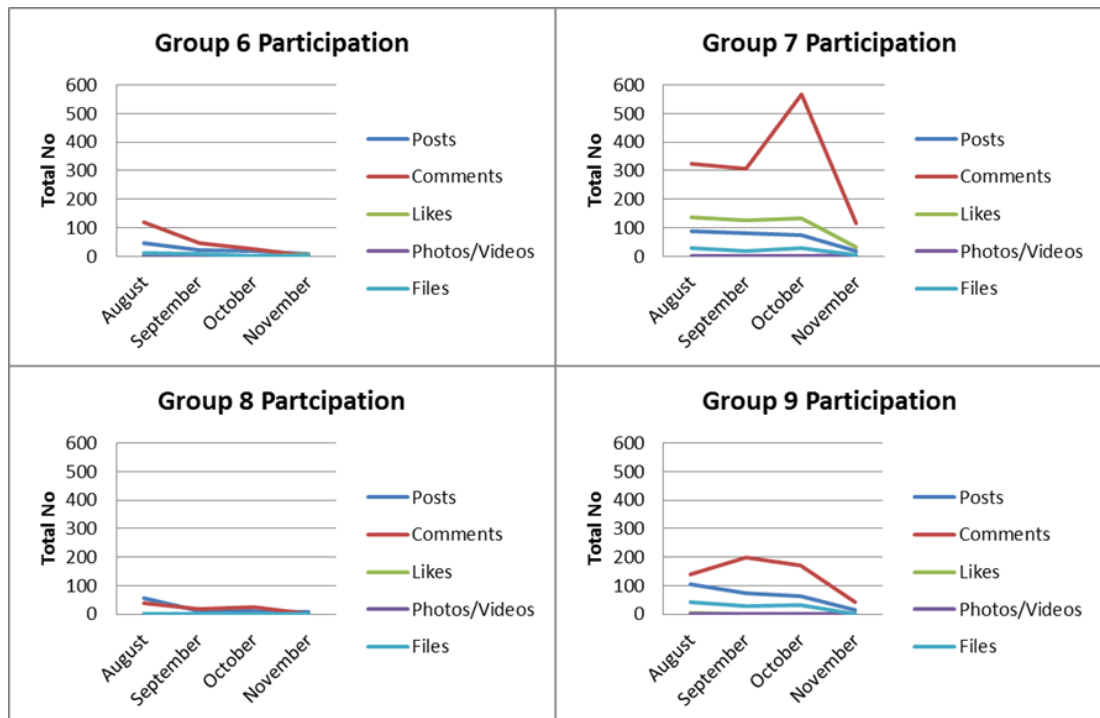 Group 6 Participation
Total No
600
500
400
300
200
100
0
August
September
October
November
Posts
Comments
Likes
Photos/Videos
Files
Group 7 Participation
Total No
600
500
400
300
200
100
0
August
September
October
November
Posts
Comments
Likes
Photos/Videos
Files
Group 8 Partcipation
Total No
600
500
400
300
200
100
0
August
September
October
November
Posts
Comments
Likes
Photos/Videos
Files
Group 9 Participation
Total No
600
500
400
300
200
100
0
August
September
October
November
Posts
Comments
Likes
Photos/Videos
Files